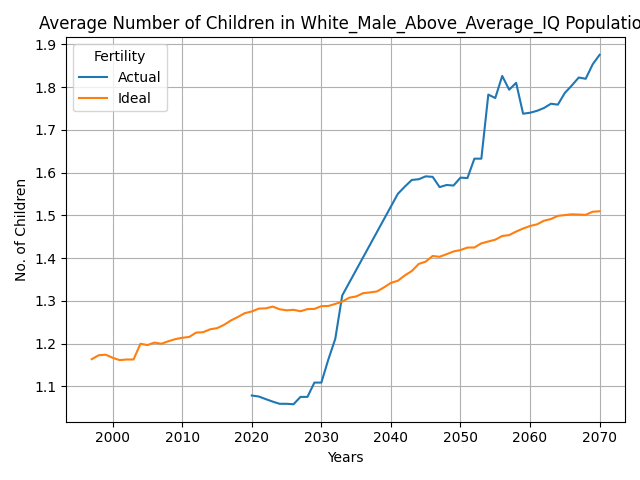 Average Number of Children in White_Male_Above_Average_IQ Populatio
Fertility
Actual
Ideal
No. of Children
1.9
1.8
1.7
1.6
1.5
1.4
1.3
1.2
1.1
2000 2010 2020 2030 2040 2050 2060 2070
Years